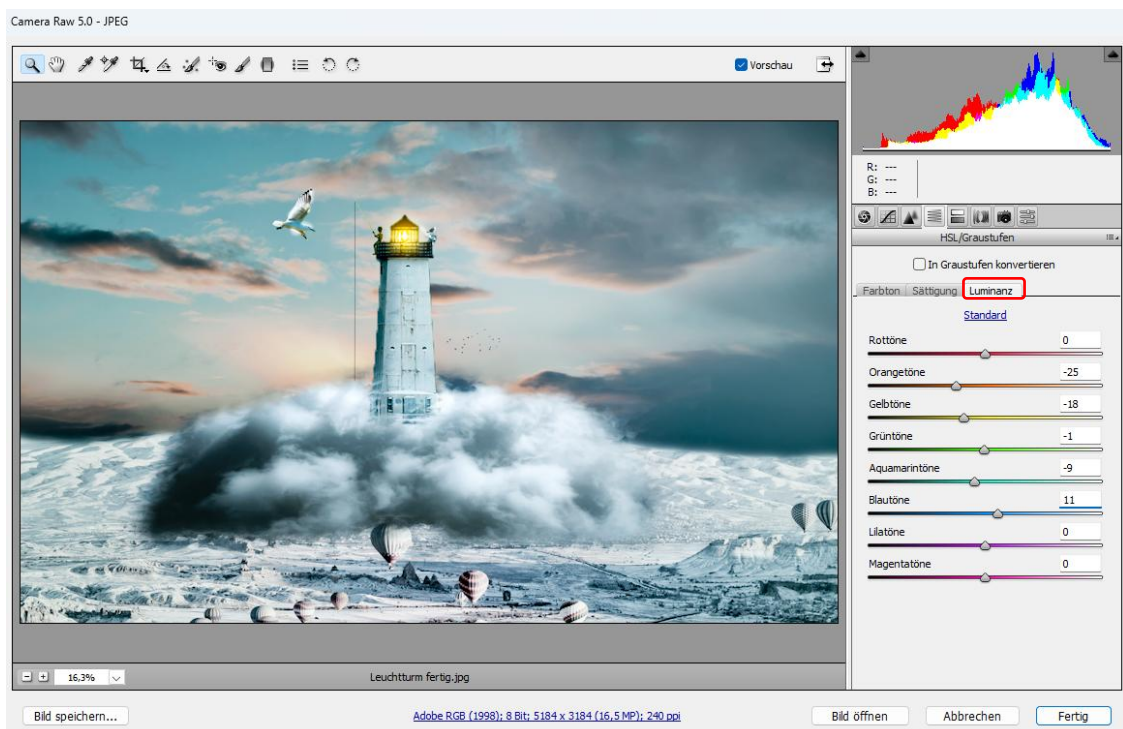 Camera Raw 5.0 - JPEG
Vorschau
R: ---
G: ---
B: ---
HSL/Graustufen
In Graustufen konvertieren
Farbton Sättigung Luminanz
Standard
Rottöne 0
Orangetöne -25
Gelbtöne -18
Grüntöne -1
Aquamarintöne -9
Blautöne 11
Lilatöne 0
Magentatöne 0
16,3% Leuchtturm fertig.jpg
Bild speichern... Adobe RGB (1998); 8 Bit; 5184 x 3184 (16,5 MP); 240 ppi Bild öffnen Abbrechen Fertig